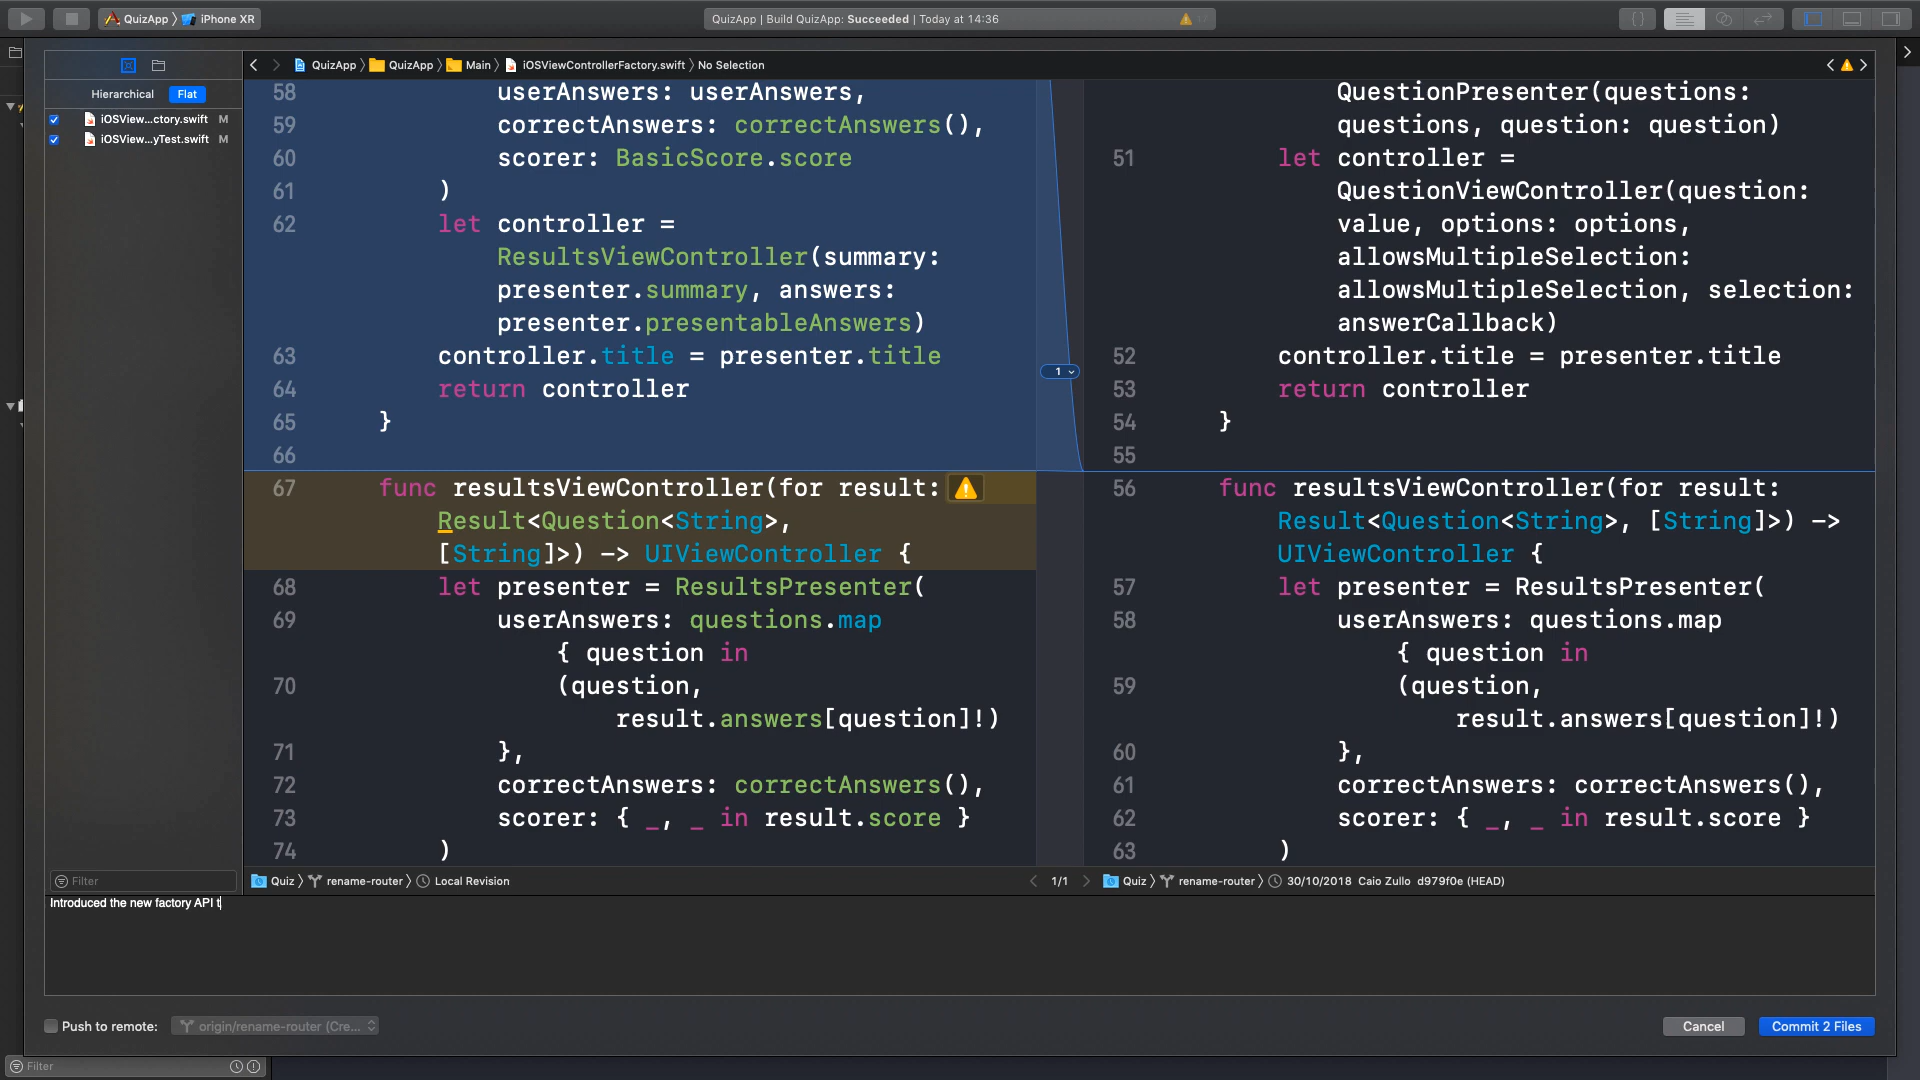 QuizApp 〉 iPhone XR
QuizApp | Build QuizApp: Succeeded | Today at 14:36
QuizApp 〉 QuizApp 〉 Main 〉 iOSViewControllerFactory.swift 〉 No Selection
Hierarchical Flat
iOSView...ctory.swift M
iOSView...yTest.swift M
58 userAnswers: userAnswers,
59 correctAnswers: correctAnswers(),
60 scorer: BasicScore.score
61 )
62 let controller =
ResultsViewController(summary:
presenter.summary, answers:
presenter.presentableAnswers)
63 controller.title = presenter.title
64 return controller
65 }
66
67 func resultsViewController(for result:
Result<Question<String>,
[String]>) -> UIViewController {
68 let presenter = ResultsPresenter(
69 userAnswers: questions.map
{ question in
70 (question,
result.answers[question]!)
71 },
72 correctAnswers: correctAnswers(),
73 scorer: { _, _ in result.score }
74 )
1
QuestionPresenter(questions:
questions, question: question)
51 let controller =
QuestionViewController(question:
value, options: options,
allowsMultipleSelection:
allowsMultipleSelection, selection:
answerCallback)
52 controller.title = presenter.title
53 return controller
54 }
55
56 func resultsViewController(for result:
Result<Question<String>, [String]>) ->
UIViewController {
57 let presenter = ResultsPresenter(
58 userAnswers: questions.map
{ question in
59 (question,
result.answers[question]!)
60 },
61 correctAnswers: correctAnswers(),
62 scorer: { _, _ in result.score }
63 )
Filter
Quiz 〉 rename-router 〉 Local Revision
1/1
Quiz 〉 rename-router 〉 30/10/2018 Caio Zullo d979f0e (HEAD)
Introduced the new factory API t
Push to remote: origin/rename-router (Cre...
Cancel
Commit 2 Files
Filter